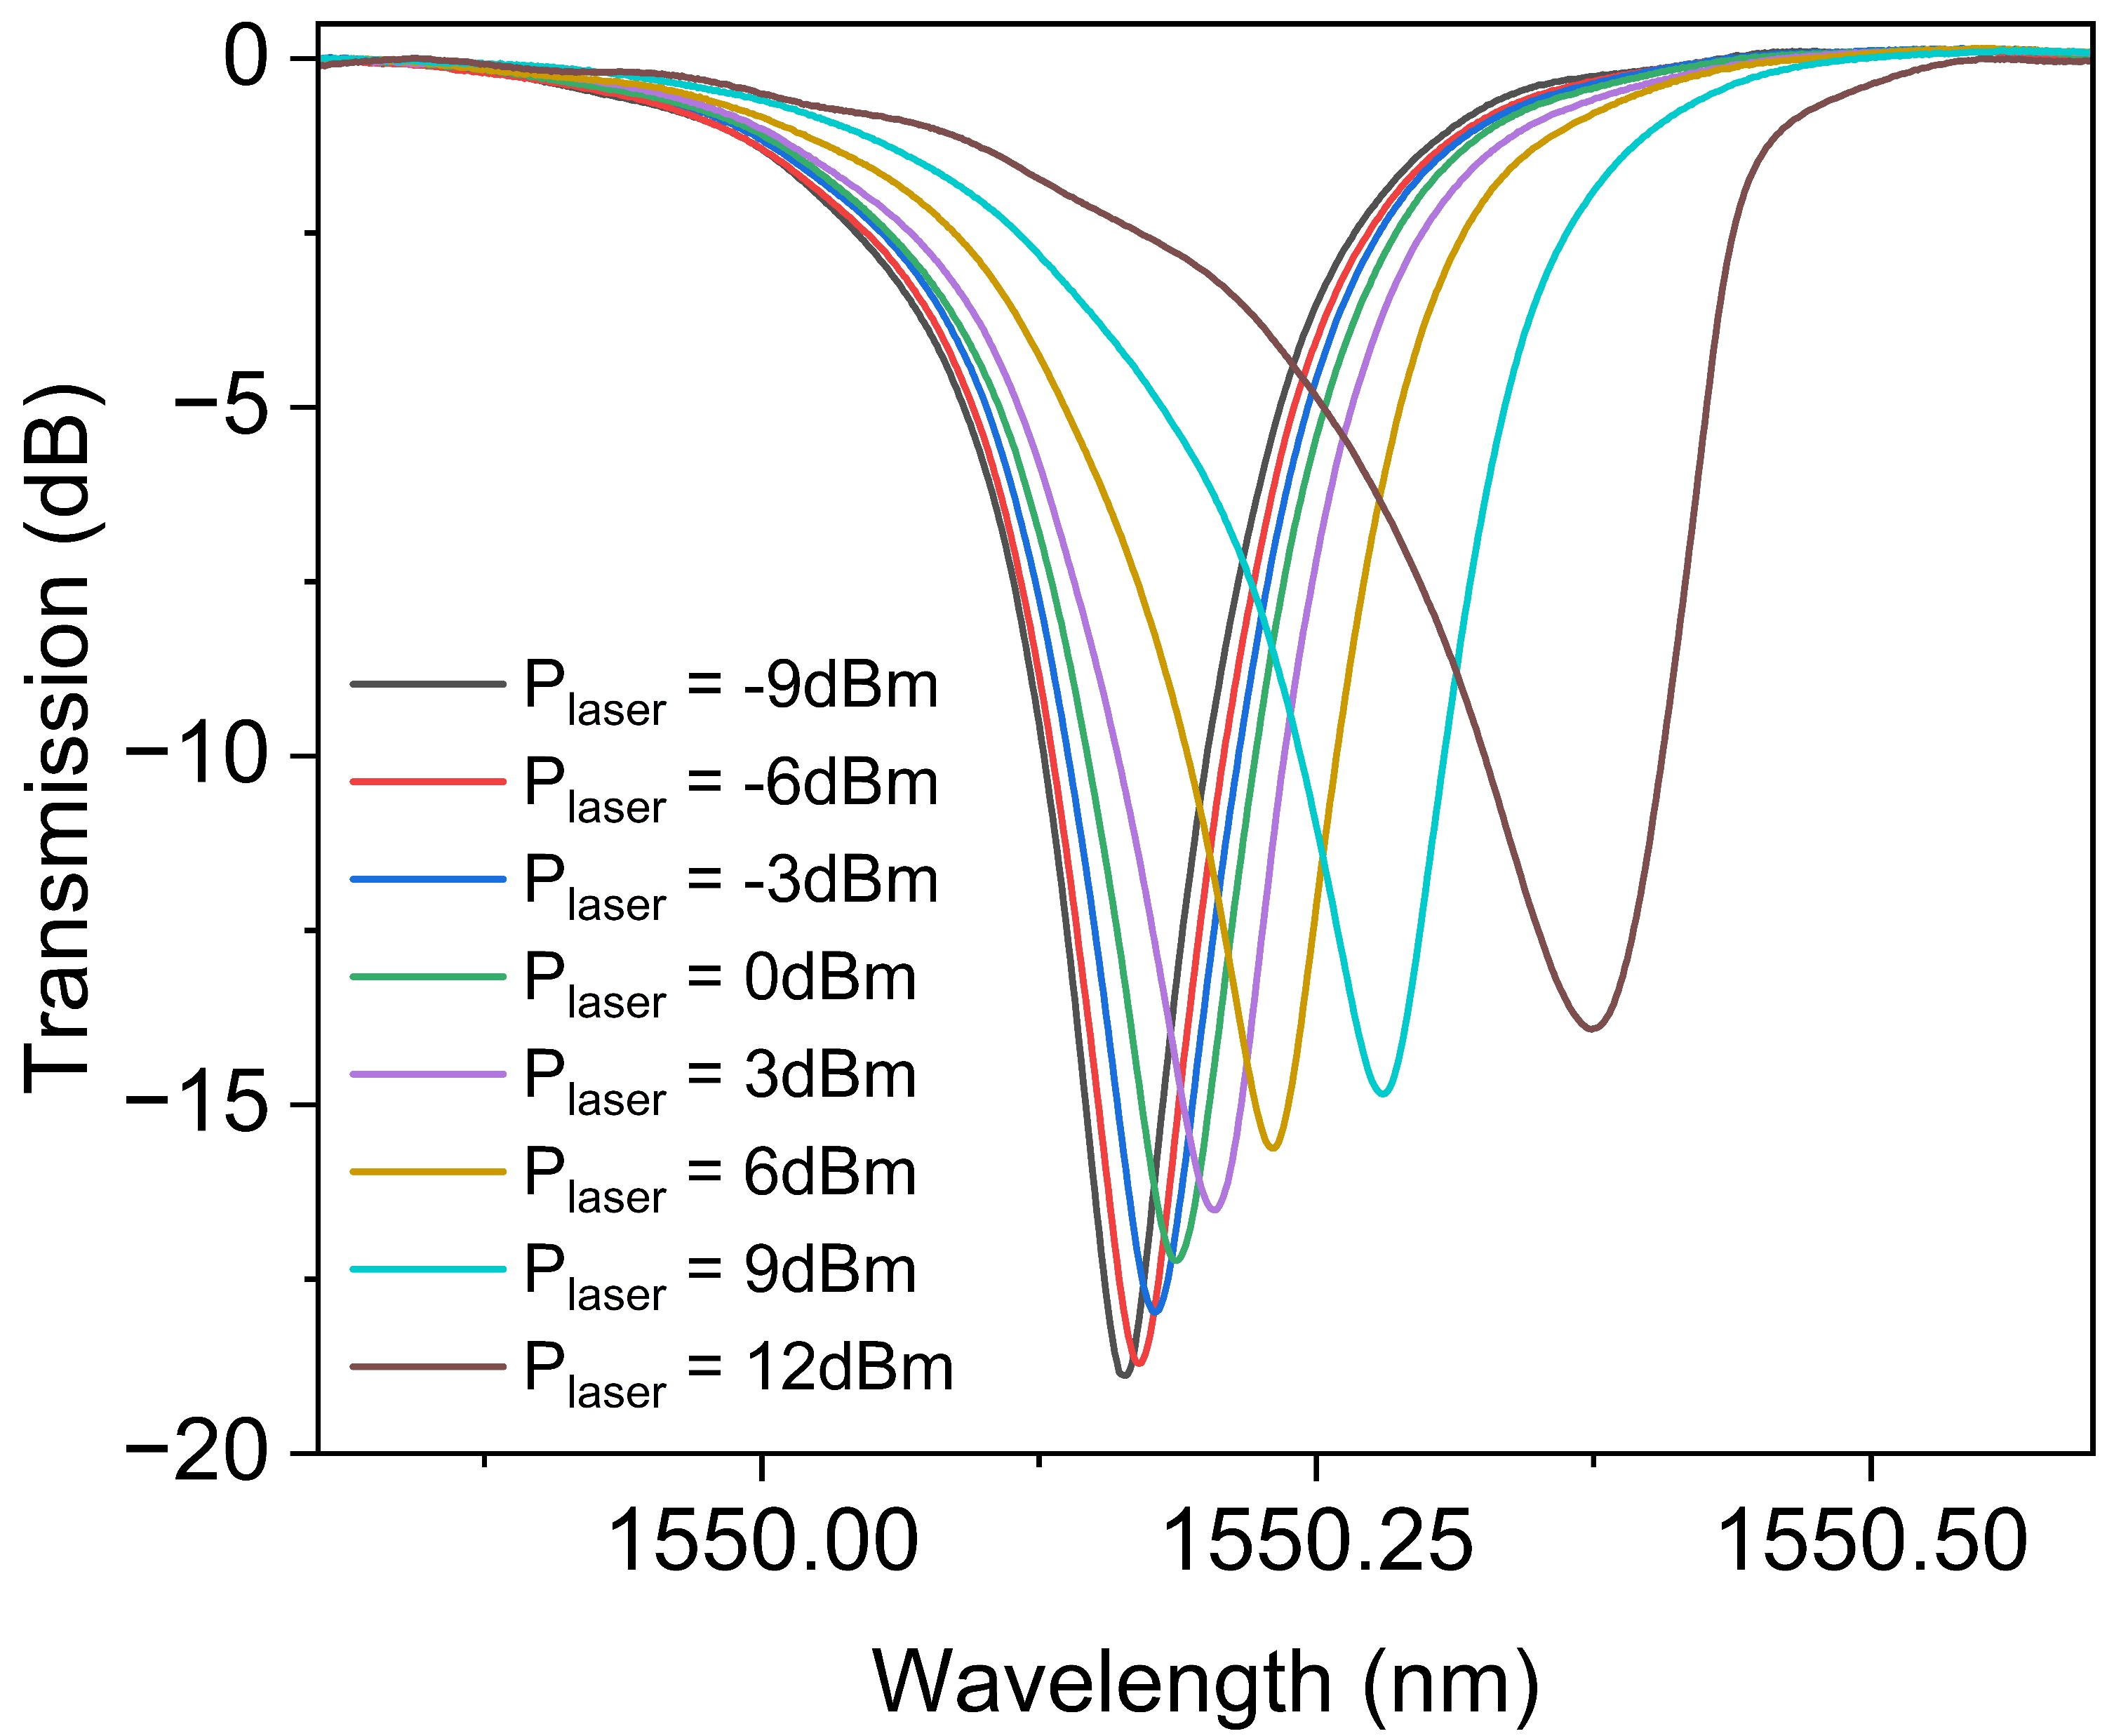 0
−5
−10
−15
−20
Transmission (dB)
Plaser = -9dBm
Plaser = -6dBm
Plaser = -3dBm
Plaser = 0dBm
Plaser = 3dBm
Plaser = 6dBm
Plaser = 9dBm
Plaser = 12dBm
1550.00 1550.25 1550.50
Wavelength (nm)